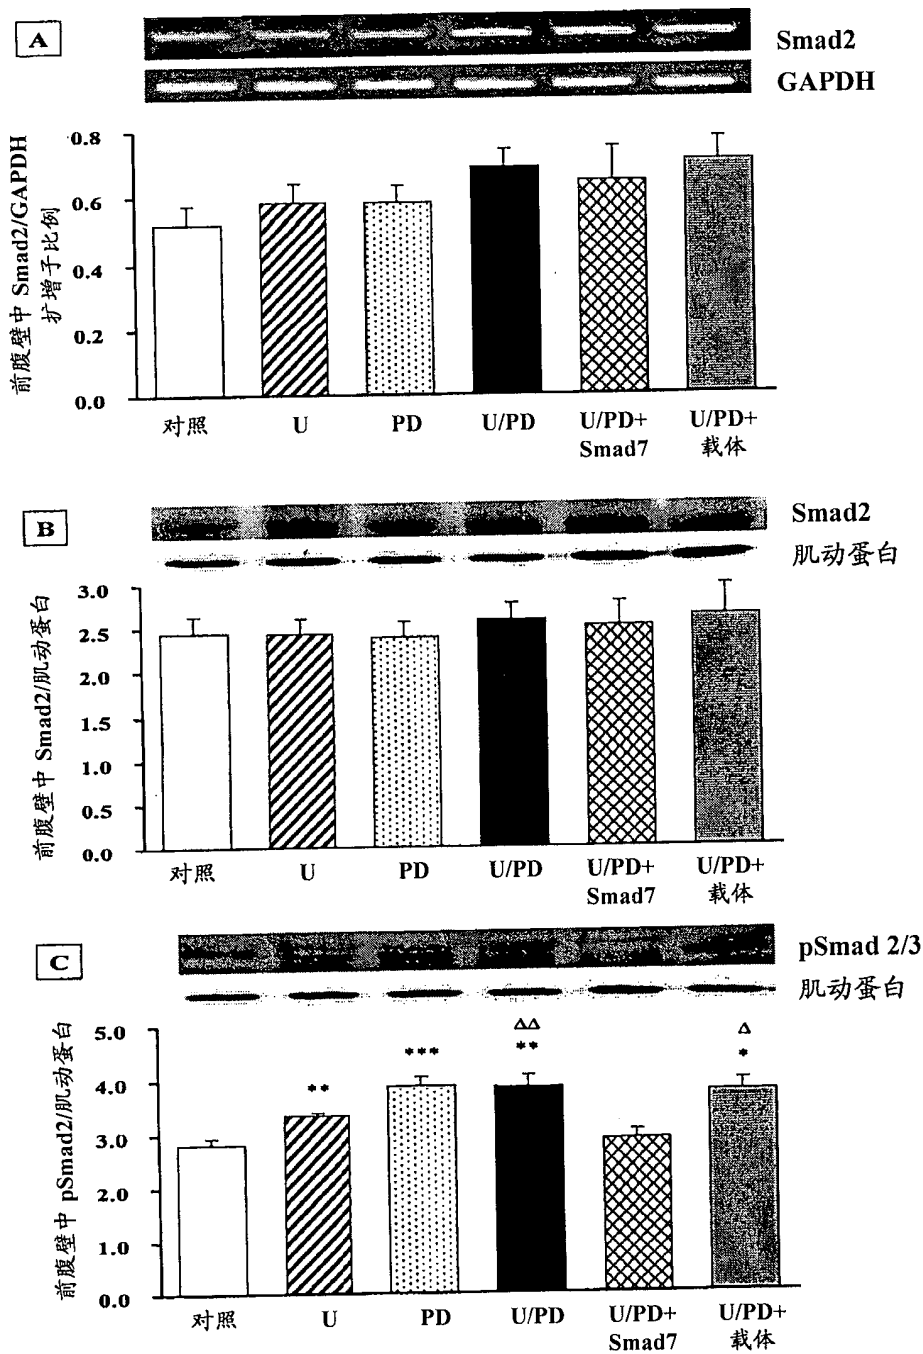 A
Smad2
GAPDH
前腹壁中 Smad2/GAPDH
扩增子比例
0.8
0.6
0.4
0.2
0.0
对照
U
PD
U/PD
U/PD+
Smad7
U/PD+
载体
B
Smad2
肌动蛋白
前腹壁中 Smad2/肌动蛋白
3.0
2.5
2.0
1.5
1.0
0.5
0.0
对照
U
PD
U/PD
U/PD+
Smad7
U/PD+
载体
C
pSmad 2/3
肌动蛋白
前腹壁中 pSmad2/肌动蛋白
5.0
4.0
3.0
2.0
1.0
0.0
**
***
ΔΔ
**
Δ
*
对照
U
PD
U/PD
U/PD+
Smad7
U/PD+
载体